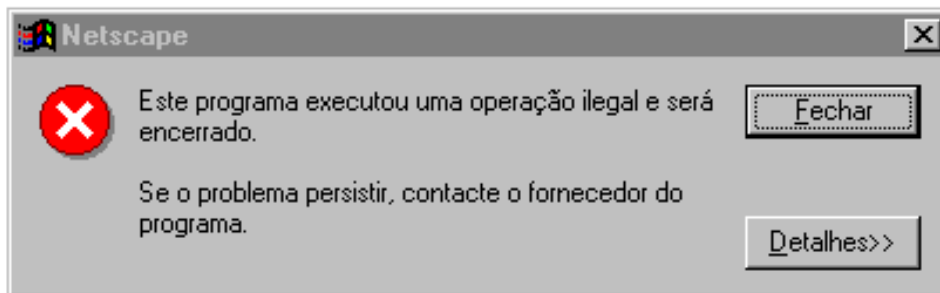 Netscape
Este programa executou uma operação ilegal e será
encerrado.
Fechar
Se o problema persistir, contacte o fornecedor do
programa.
Detalhes>>